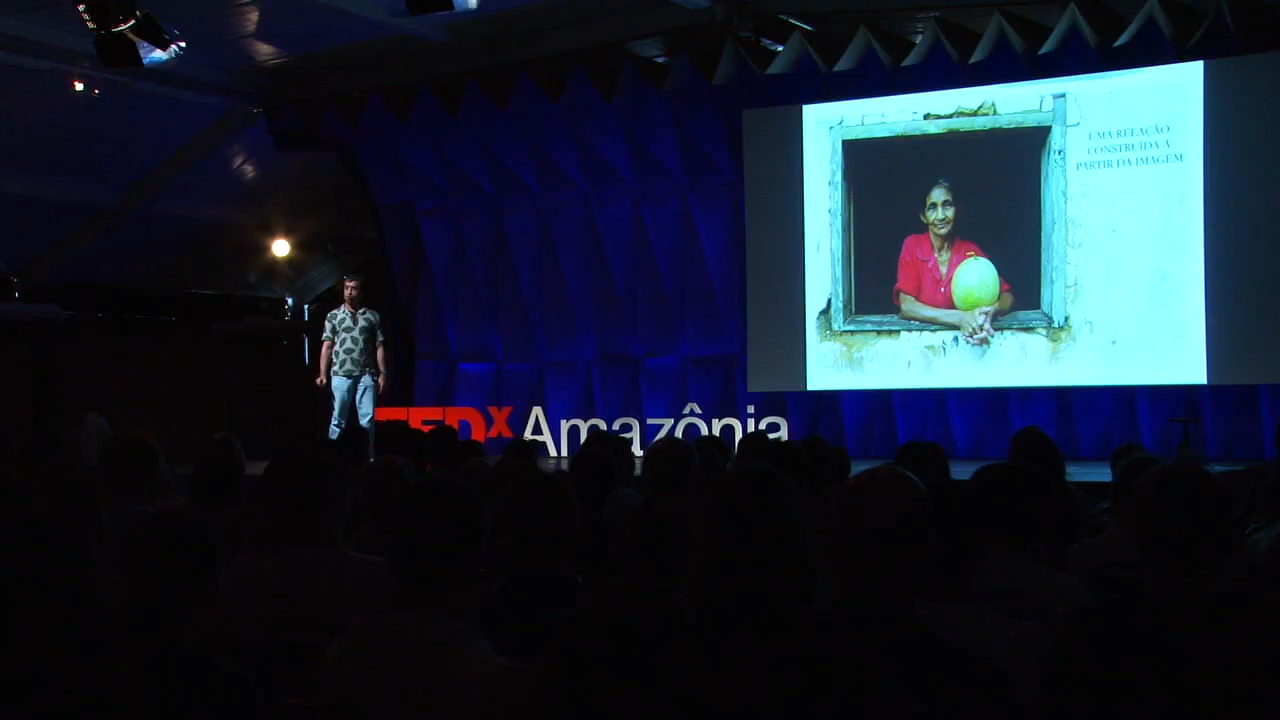 UMA RELAÇÃO
CONSTRUÍDA A
PARTIR DA IMAGEM
TEDx Amazônia